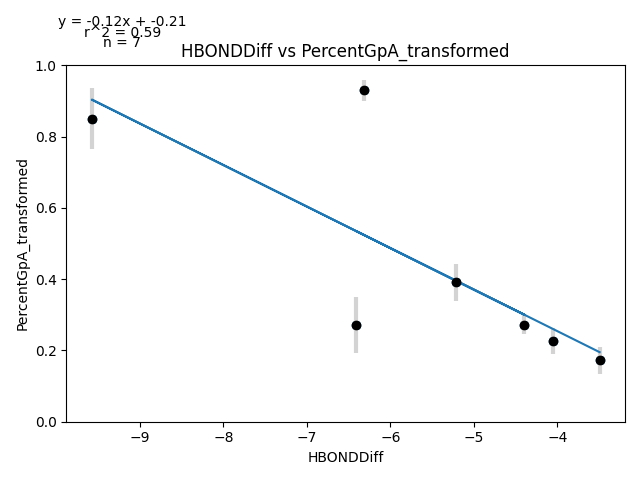 y = -0.12x + -0.21
r^2 = 0.59
n = 7
HBONDDiff vs PercentGpA_transformed
1.0
0.8
0.6
0.4
0.2
0.0
PercentGpA_transformed
−9
−8
−7
−6
−5
−4
HBONDDiff